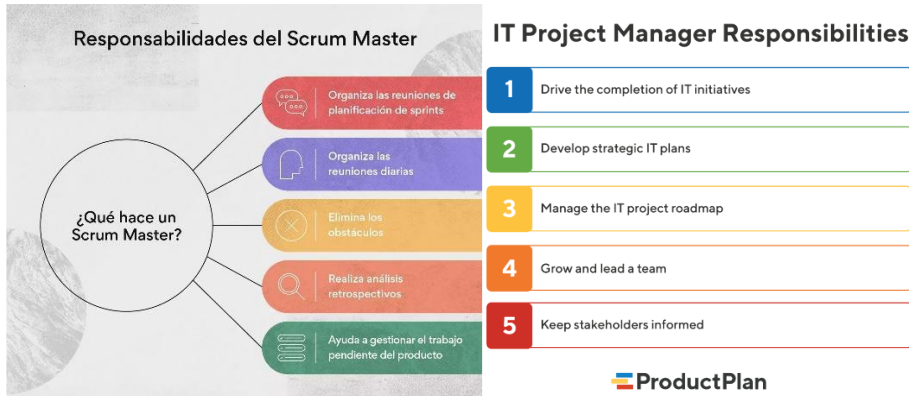 Responsabilidades del Scrum Master
¿Qué hace un
Scrum Master?
Organiza las reuniones de
planificación de sprints
Organiza las
reuniones diarias
Elimina los
obstáculos
Realiza análisis
retrospectivos
Ayuda a gestionar el trabajo
pendiente del producto
IT Project Manager Responsibilities
1 Drive the completion of IT initiatives
2 Develop strategic IT plans
3 Manage the IT project roadmap
4 Grow and lead a team
5 Keep stakeholders informed
ProductPlan